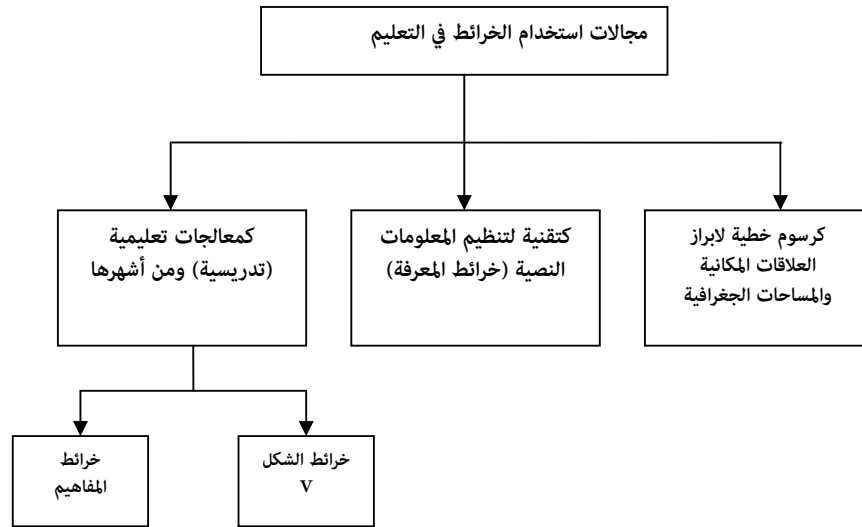 مجالات استخدام الخرائط في التعليم
كرسوم خطية لابراز
العلاقات المكانية
والمساحات الجغرافية
كتقنية لتنظيم المعلومات
النصية (خرائط المعرفة)
كمعالجات تعليمية
(تدريسية) ومن أشهرها
خرائط الشكل
V
خرائط
المفاهيم